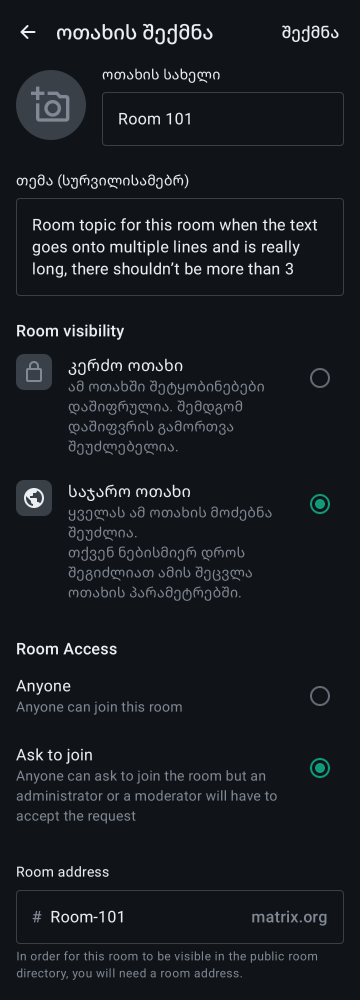 ოთახის შექმნა
შექმნა
ოთახის სახელი
Room 101
თემა (სურვილისამებრ)
Room topic for this room when the text
goes onto multiple lines and is really
long, there shouldn’t be more than 3
Room visibility
კერძო ოთახი
ამ ოთახში შეტყობინებები
დაშიფრულია. შემდგომ
დაშიფვრის გამორთვა
შეუძლებელია.
საჯარო ოთახი
ყველას ამ ოთახის მოძებნა
შეუძლია.
თქვენ ნებისმიერ დროს
შეგიძლიათ ამის შეცვლა
ოთახის პარამეტრებში.
Room Access
Anyone
Anyone can join this room
Ask to join
Anyone can ask to join the room but an
administrator or a moderator will have to
accept the request
Room address
# Room-101 matrix.org
In order for this room to be visible in the public room
directory, you will need a room address.